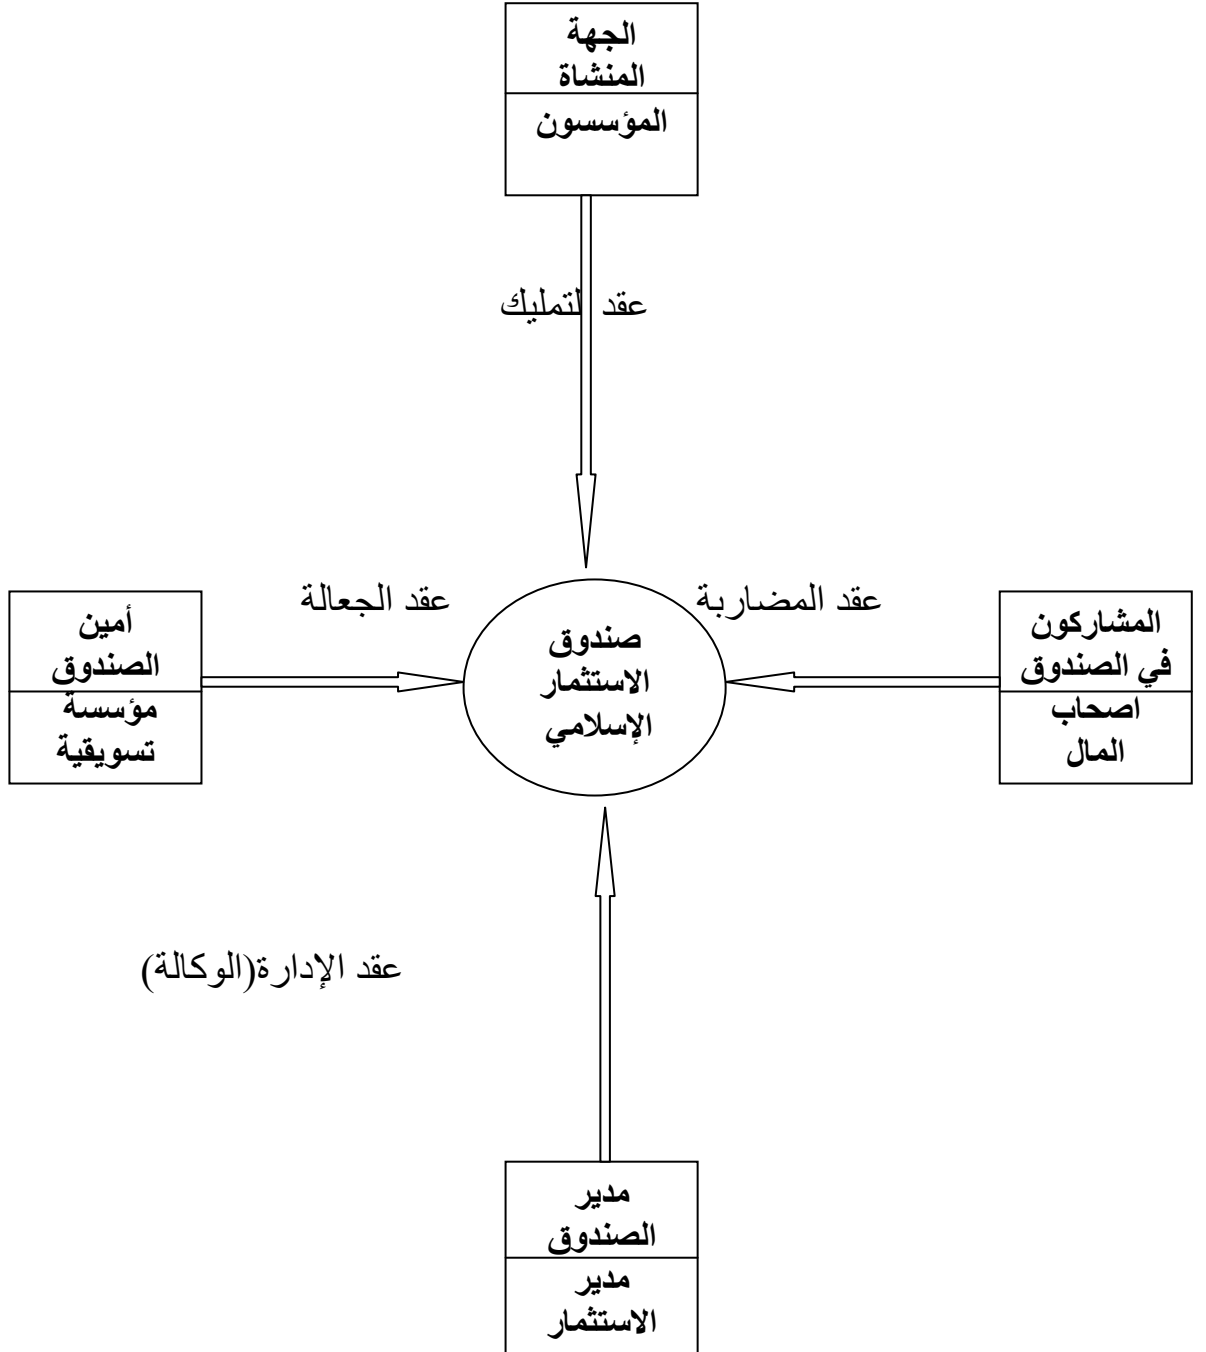 الجهة
المنشاة
المؤسسون
عقد التمليك
عقد المضاربة
عقد الجعالة
المشاركون
في الصندوق
اصحاب
المال
صندوق
الاستثمار
الإسلامي
أمين
الصندوق
مؤسسة
تسويقية
عقد الإدارة(الوكالة)
مدير
الصندوق
مدير
الاستثمار